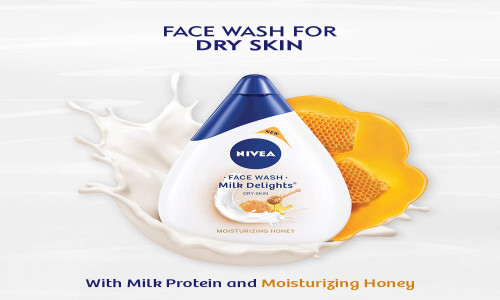 FACE WASH FOR
DRY SKIN
NEW
NIVEA
• FACE WASH •
Milk Delights®
DRY SKIN
MOISTURIZING HONEY
With Milk Protein and Moisturizing Honey